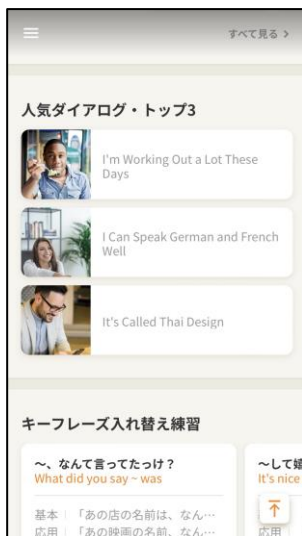 すべて見る >
人気ダイアログ・トップ3
I'm Working Out a Lot These
Days
I Can Speak German and French
Well
It's Called Thai Design
キーフレーズ入れ替え練習
〜、なんて言ってたっけ？
What did you say ~ was
基本｜「あの店の名前は、なん…
応用｜「あの映画の名前、なん…
〜して嬉
It's nice
応用